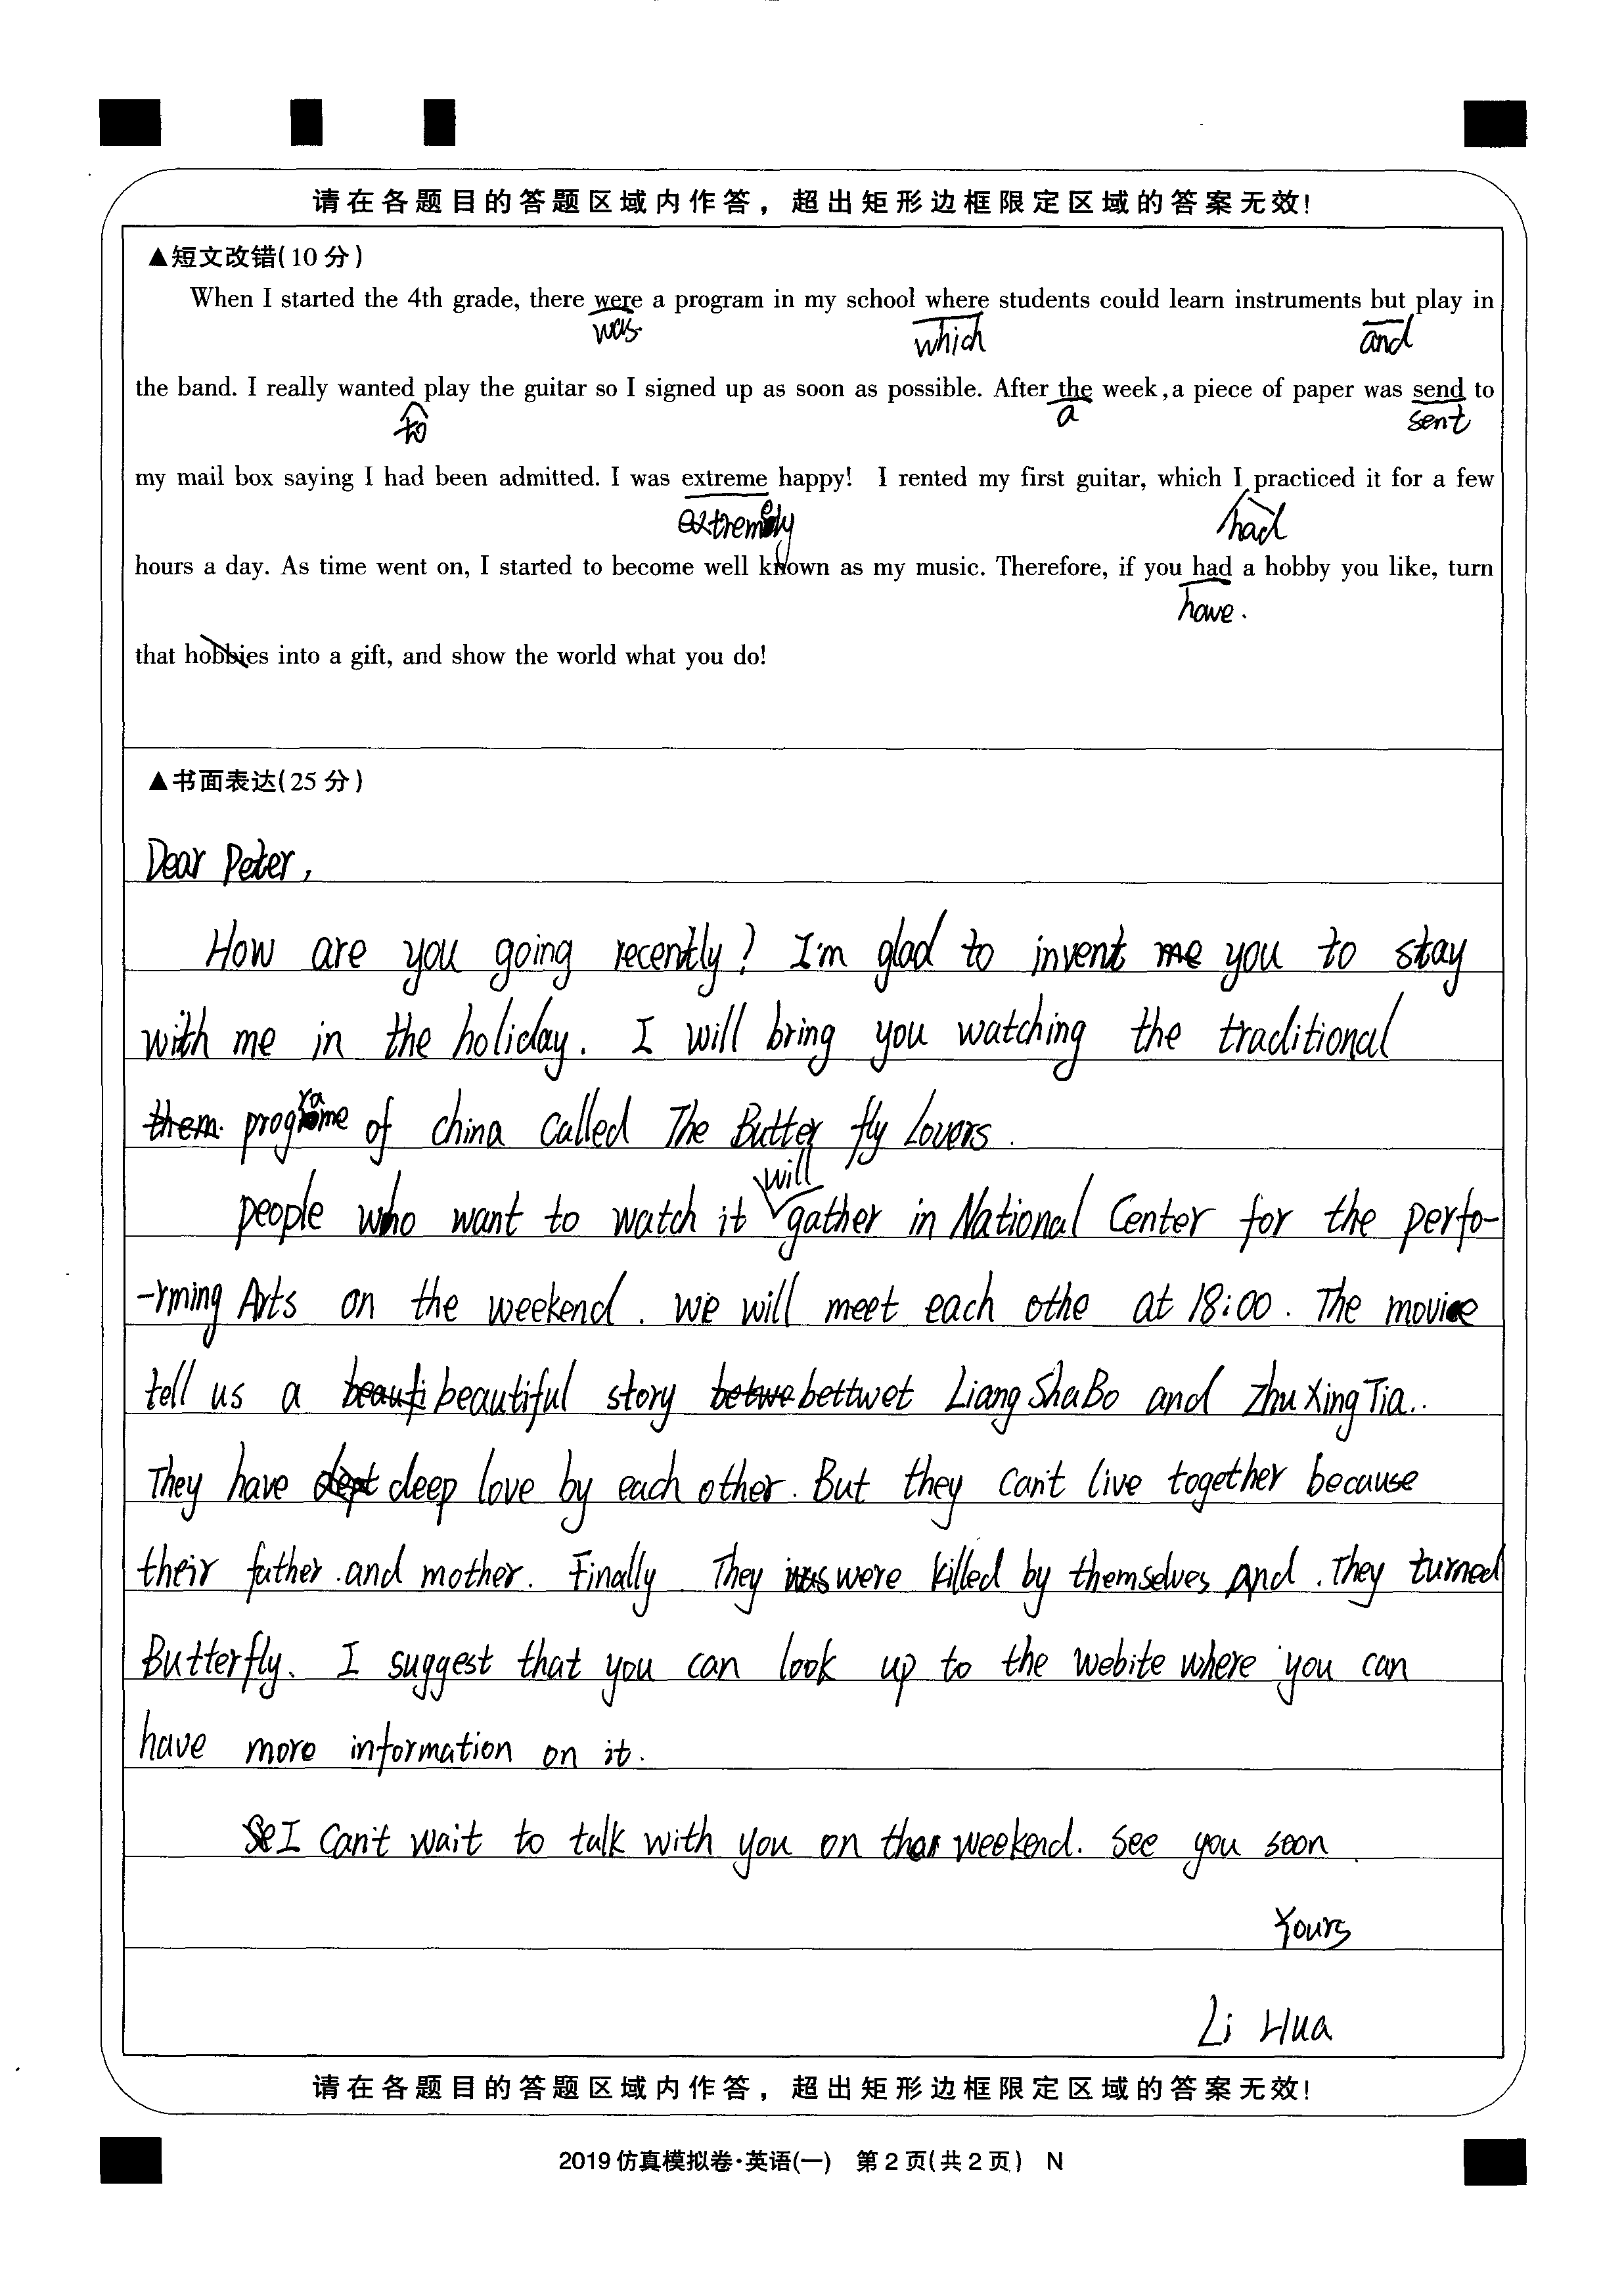 请在各题目的答题区域内作答，超出矩形边框限定区域的答案无效!
▲短文改错(10分)
When I started the 4th grade, there were a program in my school where students could learn instruments but play in
was.
which
and
the band. I really wanted play the guitar so I signed up as soon as possible. After the week, a piece of paper was send to
to
a
sent
my mail box saying I had been admitted. I was extreme happy! I rented my first guitar, which I practiced it for a few
extremely
had
hours a day. As time went on, I started to become well known as my music. Therefore, if you had a hobby you like, turn
have.
that hobbies into a gift, and show the world what you do!
▲书面表达(25分)
Dear Peter,
How are you going recently? I'm glad to invent me you to stay
with me in the holiday. I will bring you watching the traditional
them. programe of china called The Butter fly Lovers.
will
people who want to watch it gather in National Center for the perfo-
-rming Arts on the weekend. We will meet each othe at 18:00. The movie
tell us a beauti beautiful story betwe bettwet Liang ShaBo and Zhu XingTia..
They have dept deep love by each other. But they can't live together because
their father .and mother. Finally. They was were killed by themselves And. They turned
Butterfly. I suggest that you can look up to the webite where you can
have more information on it.
Se I can't wait to talk with you on that weekend. See you soon.
Yours
Li Hua
请在各题目的答题区域内作答，超出矩形边框限定区域的答案无效!
2019仿真模拟卷·英语(一) 第2页(共2页) N